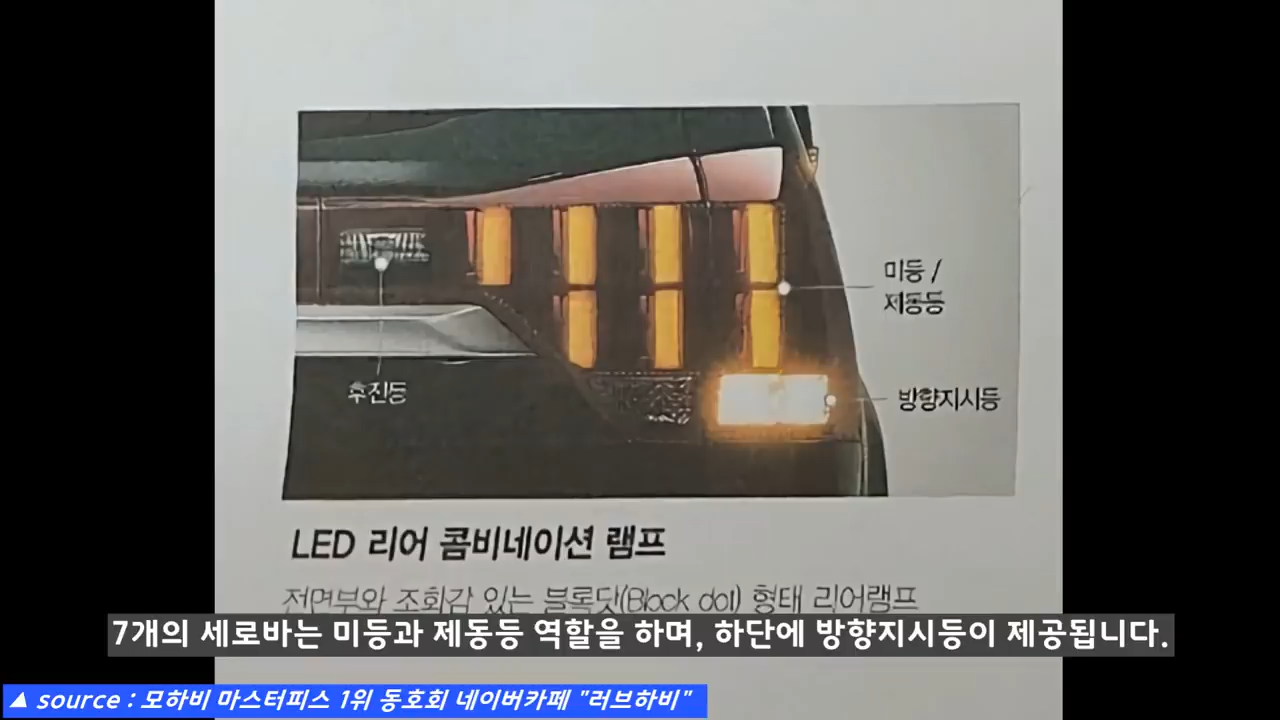 미등 /
제동등
후진등
방향지시등
LED 리어 콤비네이션 램프
전면부와 조화감 있는 블록닷(Block dot) 형태 리어램프
7개의 세로바는 미등과 제동등 역할을 하며, 하단에 방향지시등이 제공됩니다.
▲ source : 모하비 마스터피스 1위 동호회 네이버카페 "러브하비"